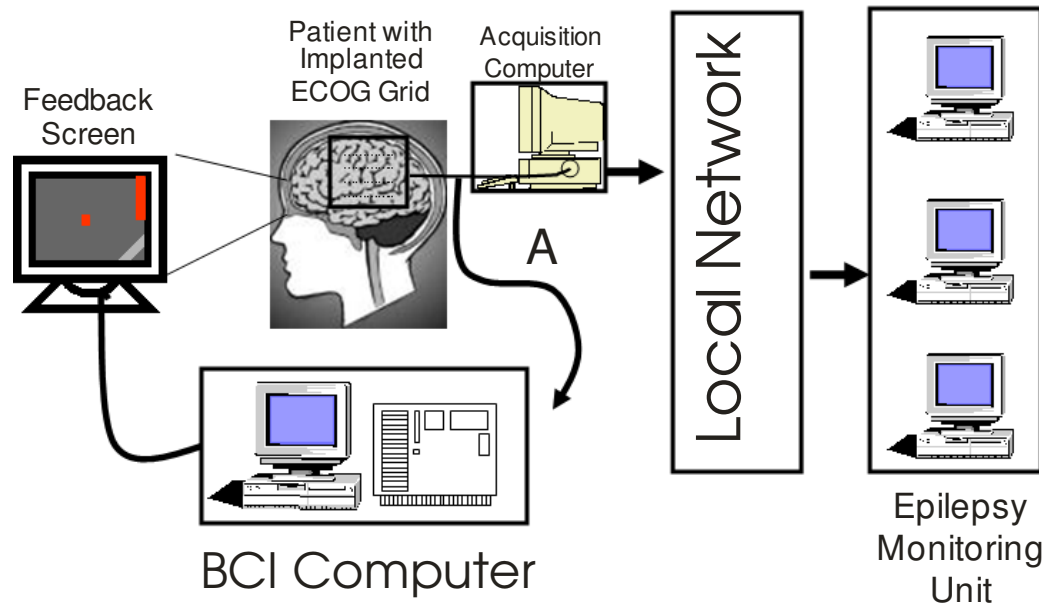 Feedback
Screen
Patient with
Implanted
ECOG Grid
Acquisition
Computer
A
Local Network
BCI Computer
Epilepsy
Monitoring
Unit